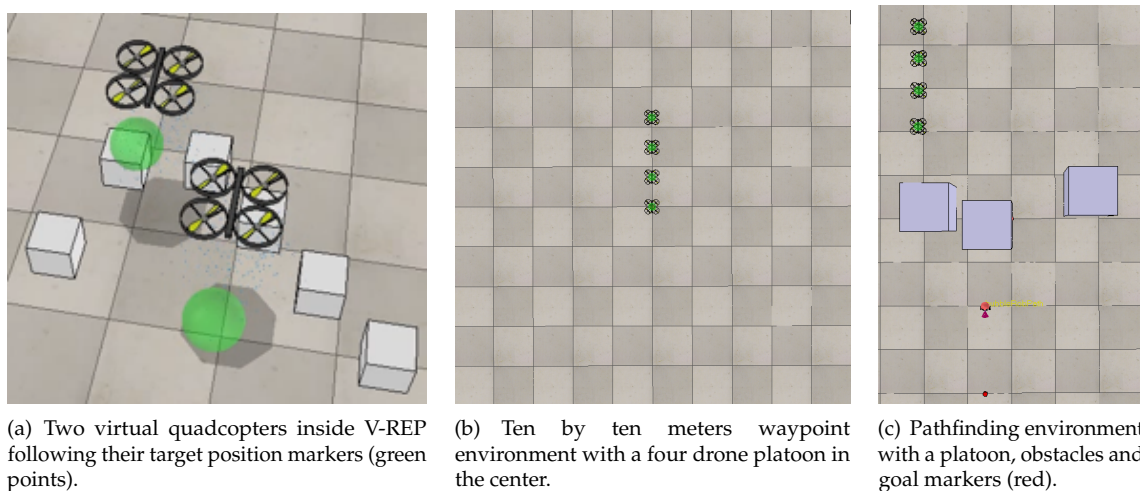 (a) Two virtual quadcopters inside V-REP
following their target position markers (green
points).
(b) Ten by ten meters waypoint
environment with a four drone platoon in
the center.
(c) Pathfinding environment
with a platoon, obstacles and
goal markers (red).